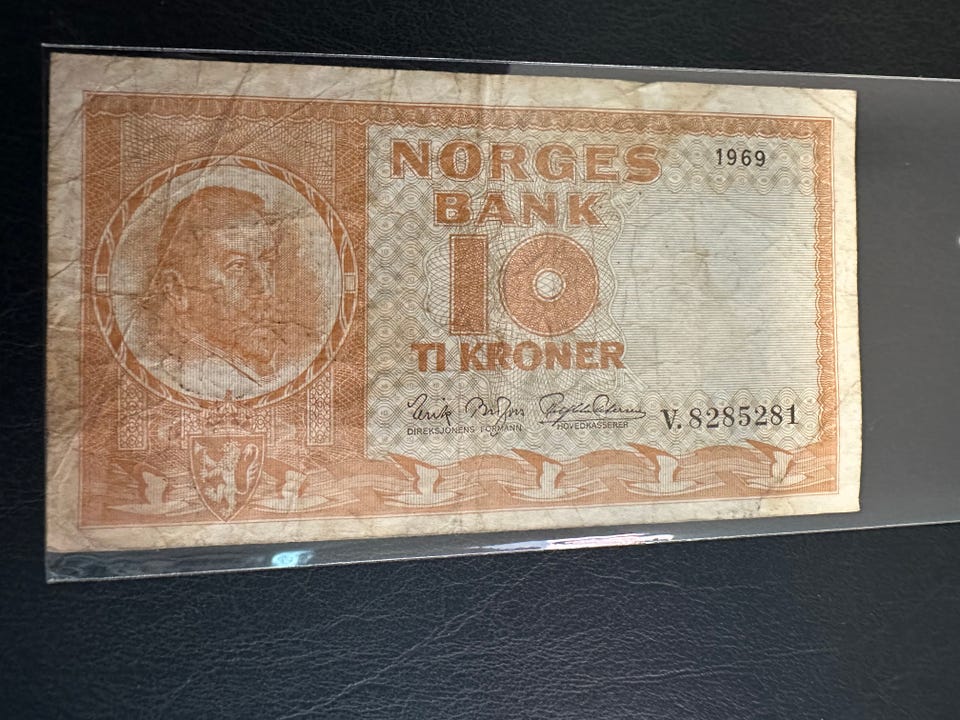 NORGES
BANK
1969
10
TI KRONER
DIREKSJONENS FORMANN
HOVEDKASSERER
V. 8285281